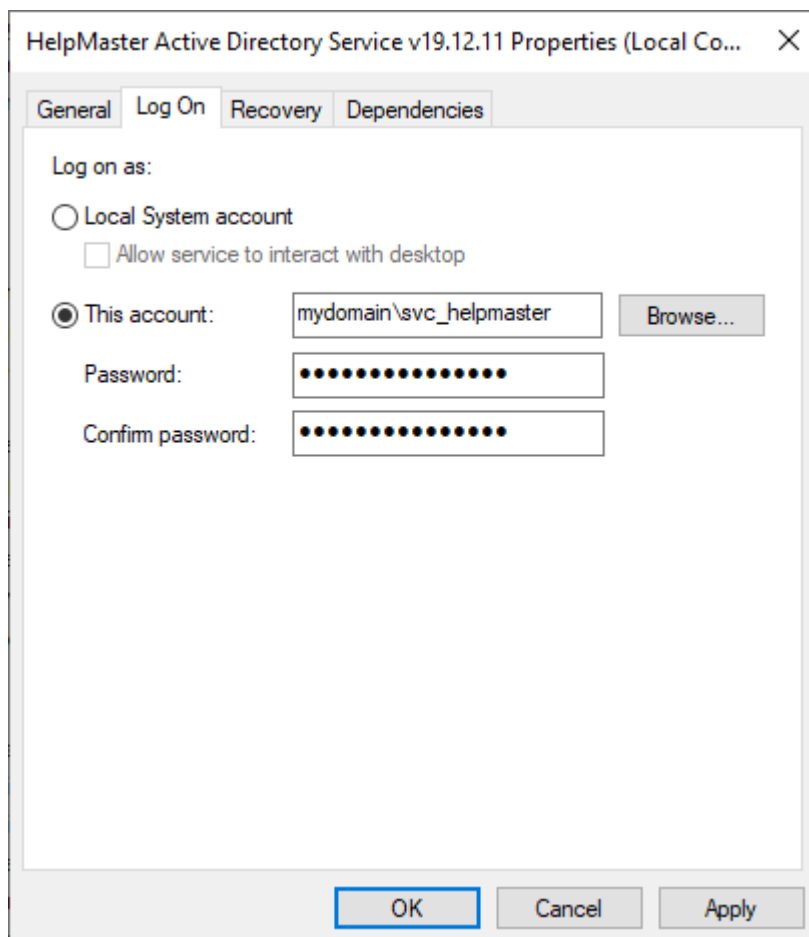 HelpMaster Active Directory Service v19.12.11 Properties (Local Co...
General Log On Recovery Dependencies
Log on as:
Local System account
Allow service to interact with desktop
This account: mydomain\svc_helpmaster Browse...
Password: ●●●●●●●●●●●●●●●
Confirm password: ●●●●●●●●●●●●●●●
OK Cancel Apply